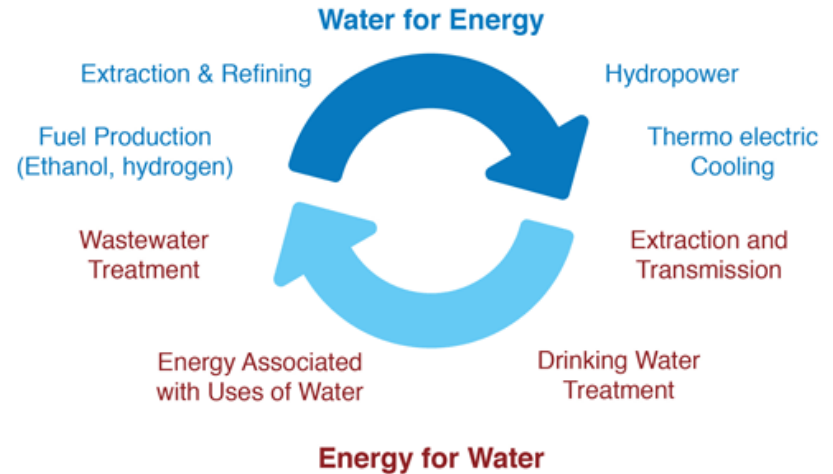 Water for Energy
Extraction & Refining
Hydropower
Fuel Production
(Ethanol, hydrogen)
Thermo electric
Cooling
Wastewater
Treatment
Extraction and
Transmission
Energy Associated
with Uses of Water
Drinking Water
Treatment
Energy for Water